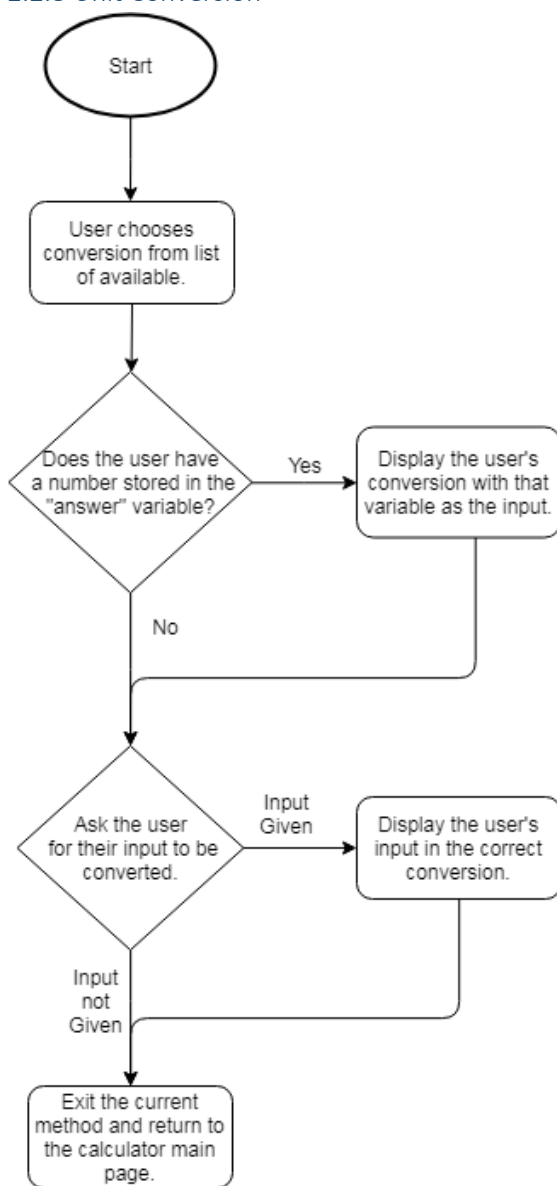 Start
User chooses
conversion from list
of available.
Does the user have
a number stored in the
"answer" variable?
Yes
Display the user's
conversion with that
variable as the input.
No
Ask the user
for their input to be
converted.
Input
Given
Display the user's
input in the correct
conversion.
Input
not
Given
Exit the current
method and return to
the calculator main
page.